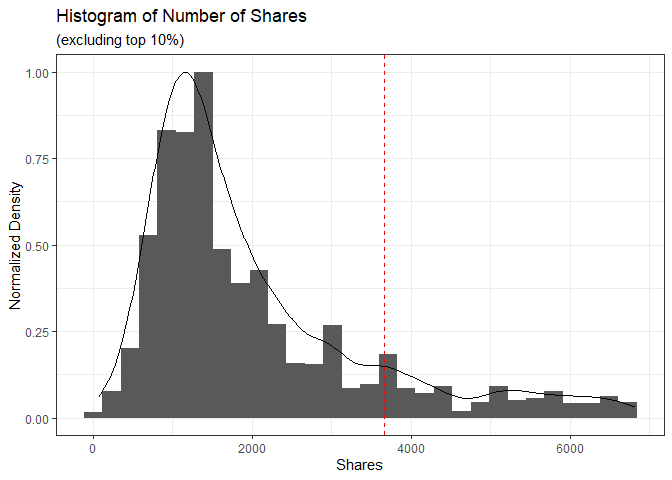 Histogram of Number of Shares
(excluding top 10%)
Normalized Density
1.00
0.75
0.50
0.25
0.00
0 2000 4000 6000
Shares